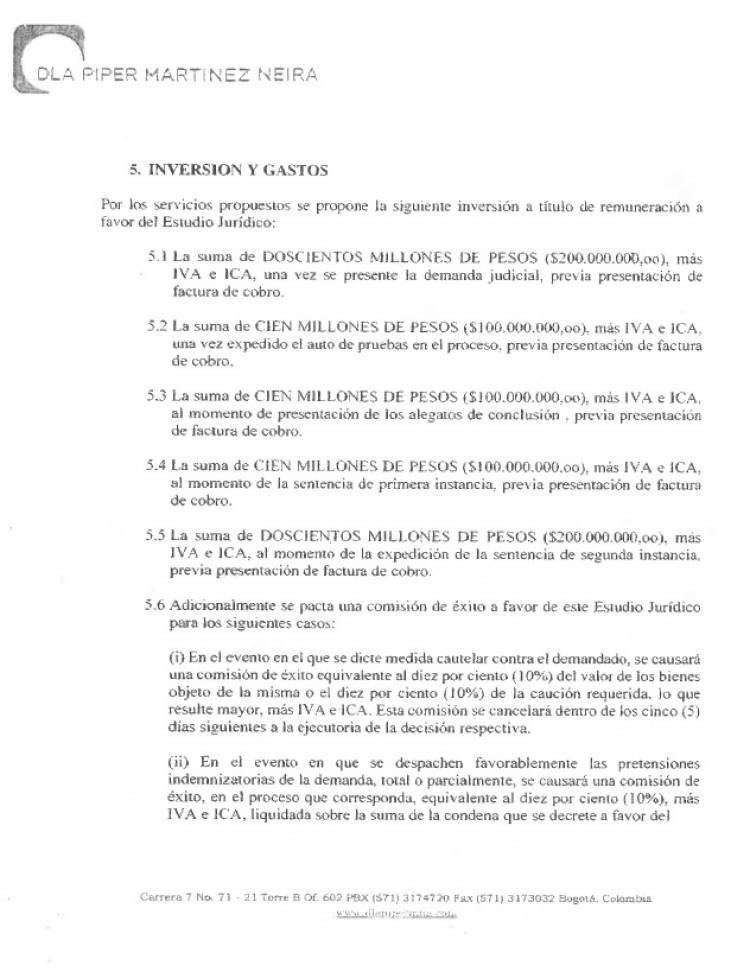 DLA PIPER MARTINEZ NEIRA
5. INVERSION Y GASTOS
Por los servicios propuestos se propone la siguiente inversión a título de remuneración a
favor del Estudio Jurídico:
5.1 La suma de DOSCIENTOS MILLONES DE PESOS ($200.000.000,oo), más
IVA e ICA, una vez se presente la demanda judicial, previa presentación de
factura de cobro.
5.2 La suma de CIEN MILLONES DE PESOS ($100.000.000,oo), más IVA e ICA,
una vez expedido el auto de pruebas en el proceso, previa presentación de factura
de cobro.
5.3 La suma de CIEN MILLONES DE PESOS ($100.000.000,oo), más IVA e ICA,
al momento de presentación de los alegatos de conclusión , previa presentación
de factura de cobro.
5.4 La suma de CIEN MILLONES DE PESOS ($100.000.000,oo), más IVA e ICA,
al momento de la sentencia de primera instancia, previa presentación de factura
de cobro.
5.5 La suma de DOSCIENTOS MILLONES DE PESOS ($200.000.000,oo), más
IVA e ICA, al momento de la expedición de la sentencia de segunda instancia,
previa presentación de factura de cobro.
5.6 Adicionalmente se pacta una comisión de éxito a favor de este Estudio Jurídico
para los siguientes casos:
(i) En el evento en el que se dicte medida cautelar contra el demandado, se causará
una comisión de éxito equivalente al diez por ciento (10%) del valor de los bienes
objeto de la misma o el diez por ciento (10%) de la caución requerida, lo que
resulte mayor, más IVA e ICA. Esta comisión se cancelará dentro de los cinco (5)
días siguientes a la ejecutoria de la decisión respectiva.
(ii) En el evento en que se despachen favorablemente las pretensiones
indemnizatorias de la demanda, total o parcialmente, se causará una comisión de
éxito, en el proceso que corresponda, equivalente al diez por ciento (10%), más
IVA e ICA, liquidada sobre la suma de la condena que se decrete a favor del
Carrera 7 No. 71 - 21 Torre B Of. 602 PBX (571) 3174720 Fax (571) 3173032 Bogotá, Colombia